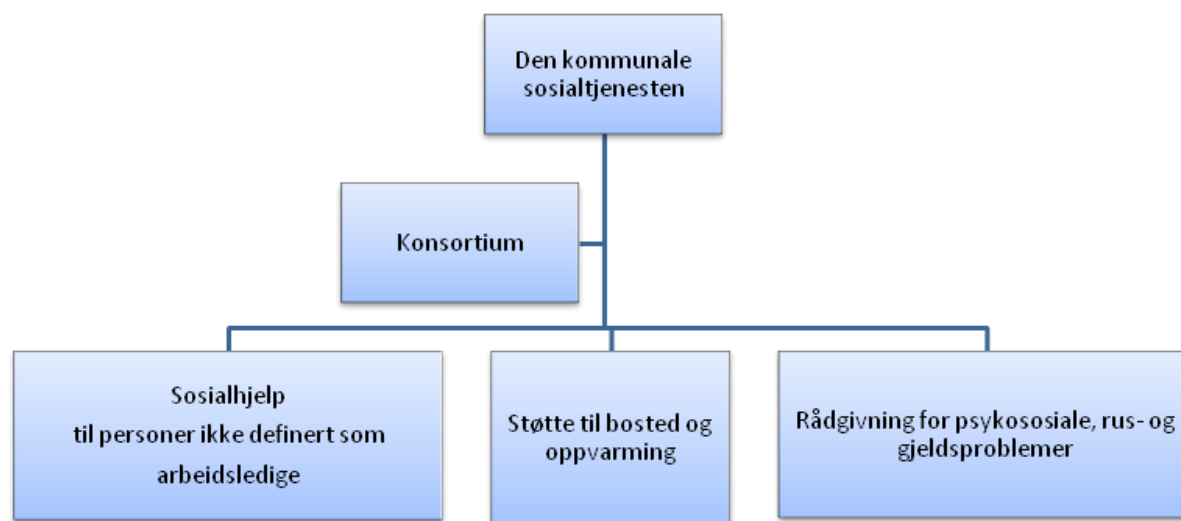 Den kommunale
sosialtjenesten
Konsortium
Sosialhjelp
til personer ikke definert som
arbeidsledige
Støtte til bosted og
oppvarming
Rådgivning for psykososiale, rus- og
gjeldsproblemer